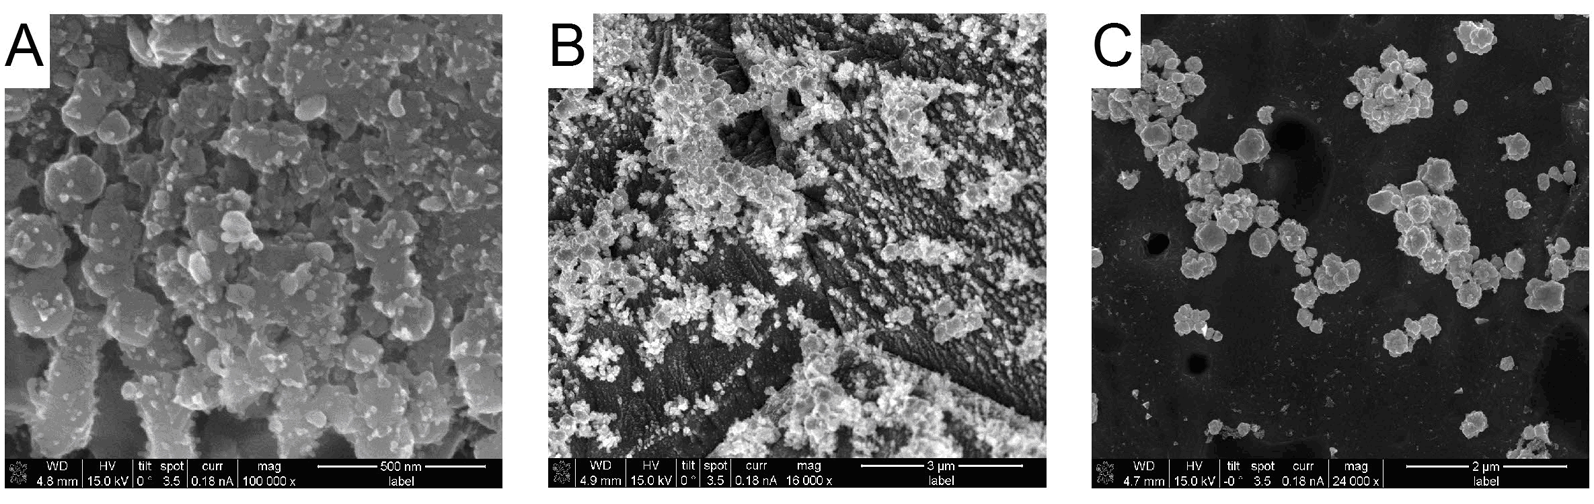 A
B
C
WD HV tilt spot curr mag 500 nm
4.8 mm 15.0 kV 0 ° 3.5 0.18 nA 100 000 x label
WD HV tilt spot curr mag 3 µm
4.9 mm 15.0 kV 0 ° 3.5 0.18 nA 16 000 x label
WD HV tilt spot curr mag 2 µm
4.7 mm 15.0 kV -0 ° 3.5 0.18 nA 24 000 x label